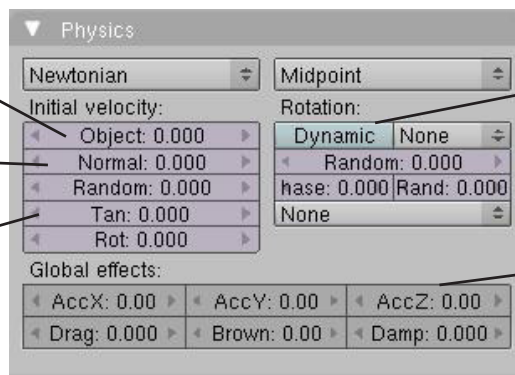 Physics
Newtonian
Midpoint
Initial velocity:
Rotation:
Object: 0.000
Dynamic
None
Normal: 0.000
Random: 0.000
Random: 0.000
hase: 0.000
Rand: 0.000
Tan: 0.000
None
Rot: 0.000
Global effects:
AccX: 0.00
AccY: 0.00
AccZ: 0.00
Drag: 0.000
Brown: 0.00
Damp: 0.000